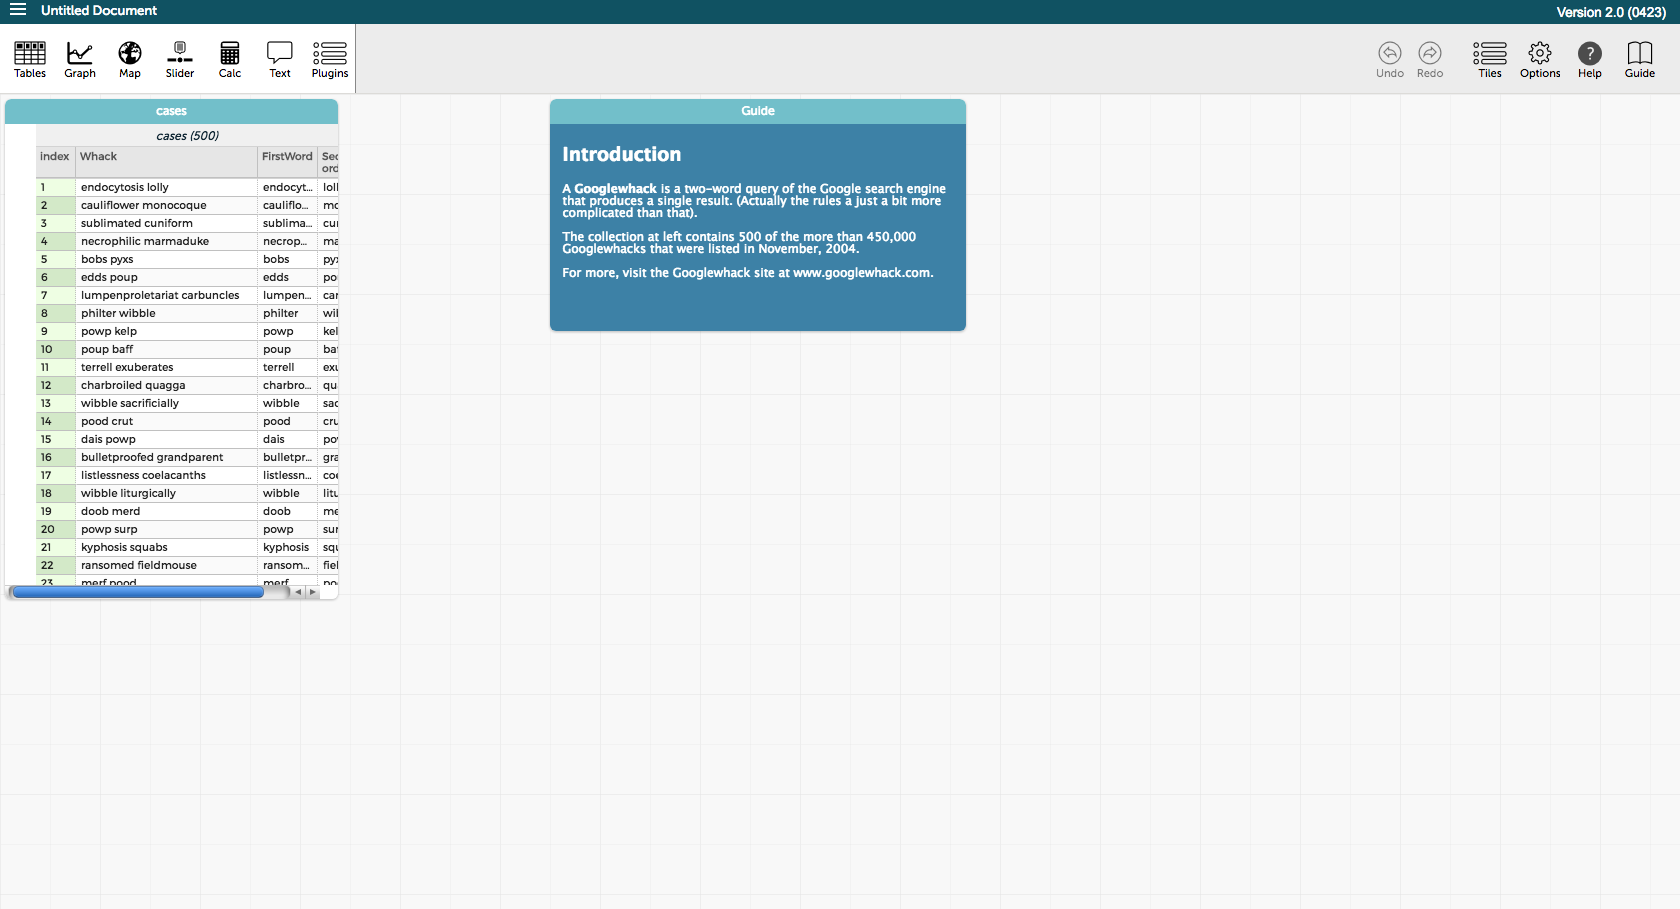 Untitled Document
Version 2.0 (0423)
Tables Graph Map Slider Calc Text Plugins
Undo Redo Tiles Options ? Help Guide
cases
cases (500)
index Whack FirstWord Sec
ord
1 endocytosis lolly endocyt... loll
2 cauliflower monocoque cauliflo... mo
3 sublimated cuniform sublima... cu
4 necrophilic marmaduke necrop... ma
5 bobs pyxs bobs pyx
6 edds poup edds po
7 lumpenproletariat carbuncles lumpen... car
8 philter wibble philter wil
9 powp kelp powp kel
10 poup baff poup baf
11 terrell exuberates terrell exu
12 charbroiled quagga charbro... qu
13 wibble sacrificially wibble sac
14 pood crut pood cru
15 dais powp dais po
16 bulletproofed grandparent bulletpr... gra
17 listlessness coelacanths listlessn... coe
18 wibble liturgically wibble litu
19 doob merd doob me
20 powp surp powp sur
21 kyphosis squabs kyphosis squ
22 ransomed fieldmouse ransom... fiel
23 merf pood merf po
Guide
Introduction
A Googlewhack is a two-word query of the Google search engine
that produces a single result. (Actually the rules a just a bit more
complicated than that).
The collection at left contains 500 of the more than 450,000
Googlewhacks that were listed in November, 2004.
For more, visit the Googlewhack site at www.googlewhack.com.